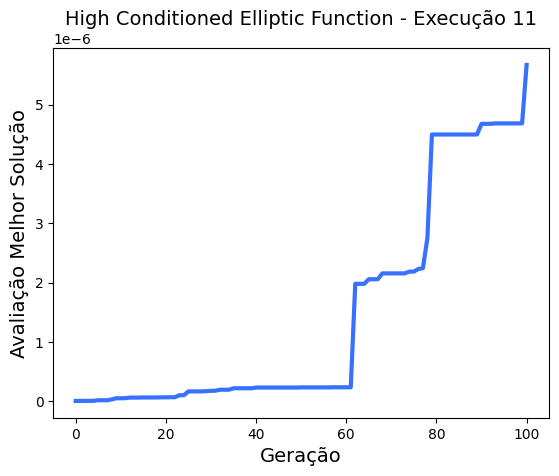 High Conditioned Elliptic Function - Execução 11
1e−6
Avaliação Melhor Solução
5
4
3
2
1
0
0 20 40 60 80 100
Geração